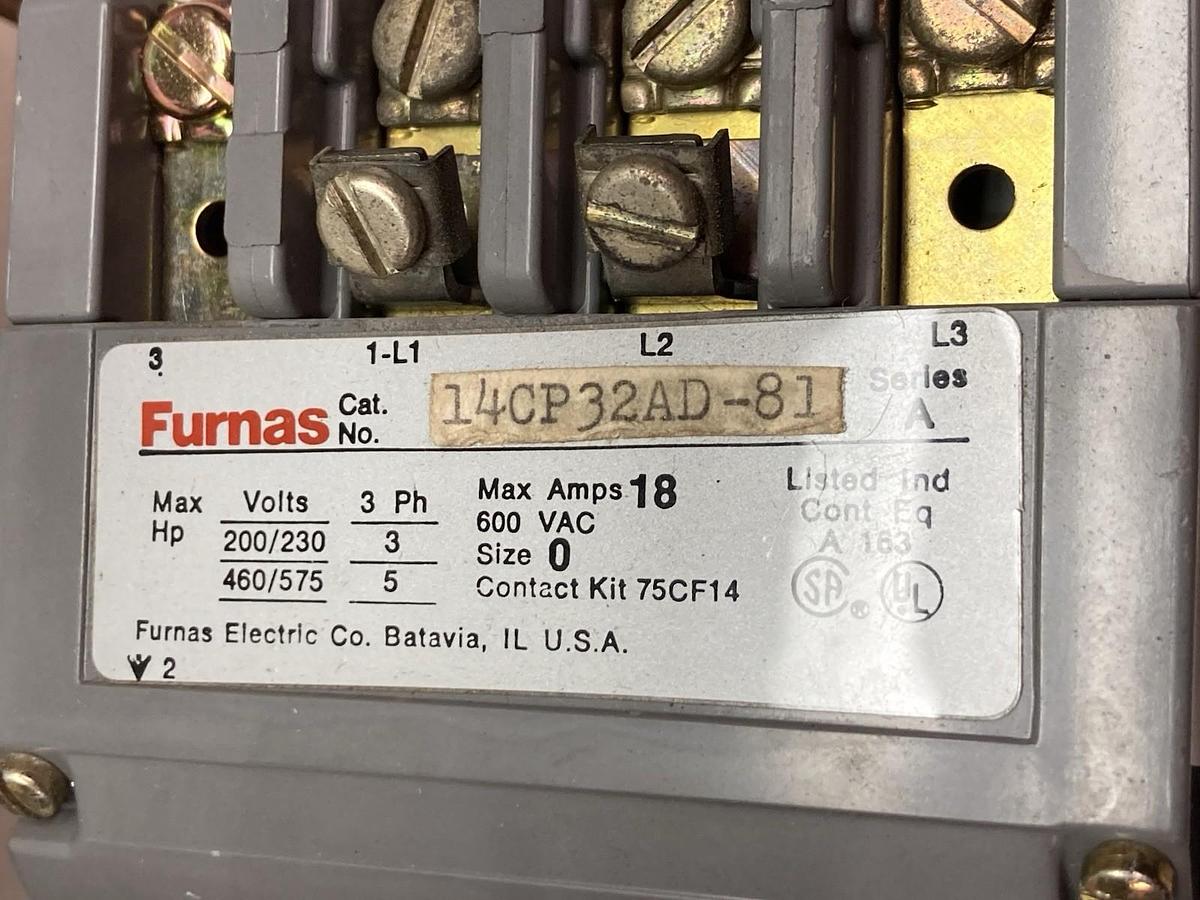 3 1-L1 L2 L3
Furnas Cat. No. 14CP32AD-81 Series A
Max Hp
Volts 3 Ph
200/230 3
460/575 5
Max Amps 18
600 VAC
Size 0
Contact Kit 75CF14
Listed Ind
Cont Eq
A 163
SA ® UL
Furnas Electric Co. Batavia, IL U.S.A.
2